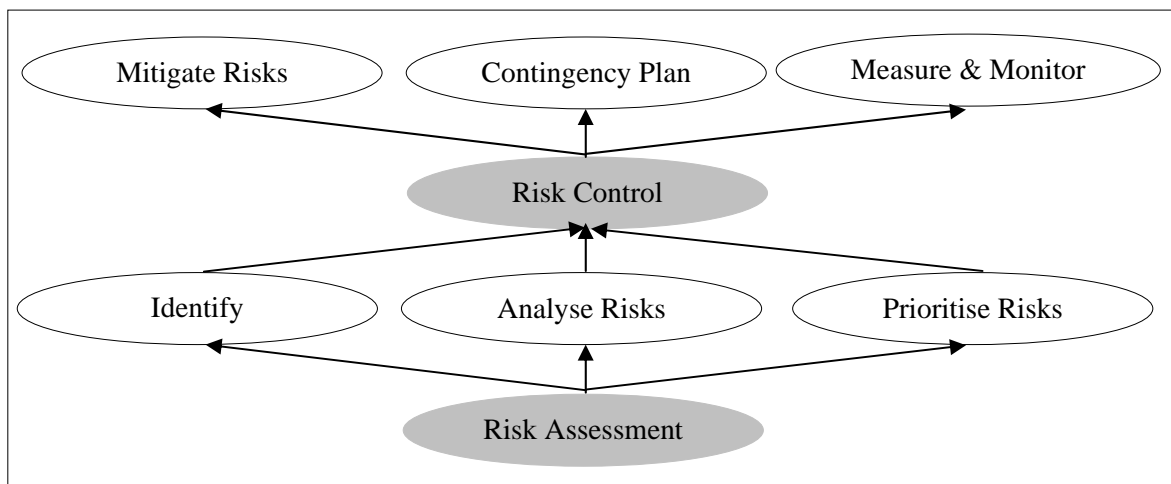 Mitigate Risks
Contingency Plan
Measure & Monitor
Risk Control
Identify
Analyse Risks
Prioritise Risks
Risk Assessment